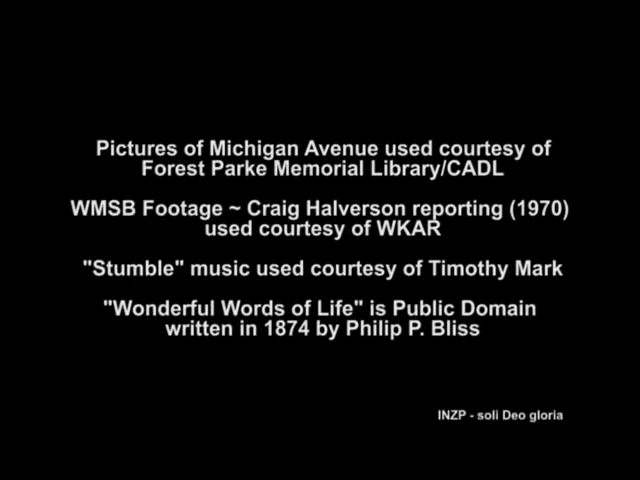 Pictures of Michigan Avenue used courtesy of
Forest Parke Memorial Library/CADL
WMSB Footage ~ Craig Halverson reporting (1970)
used courtesy of WKAR
"Stumble" music used courtesy of Timothy Mark
"Wonderful Words of Life" is Public Domain
written in 1874 by Philip P. Bliss
INZP - soli Deo gloria